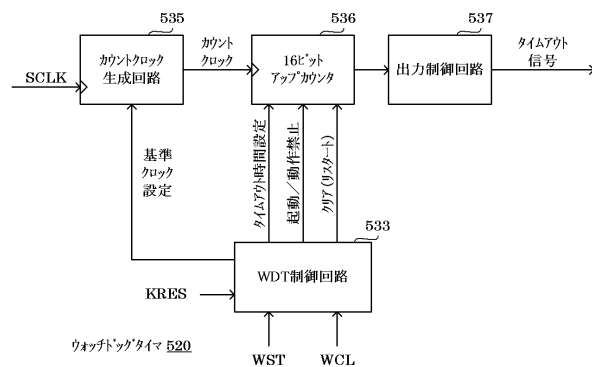 535
536
537
カウントクロック
生成回路
カウント
クロック
16ビット
アップカウンタ
出力制御回路
タイムアウト
信号
SCLK
基準
クロック
設定
タイムアウト時間設定
起動／動作禁止
クリア(リスタート)
533
WDT制御回路
KRES
ウォッチドッグタイマ 520
WST
WCL